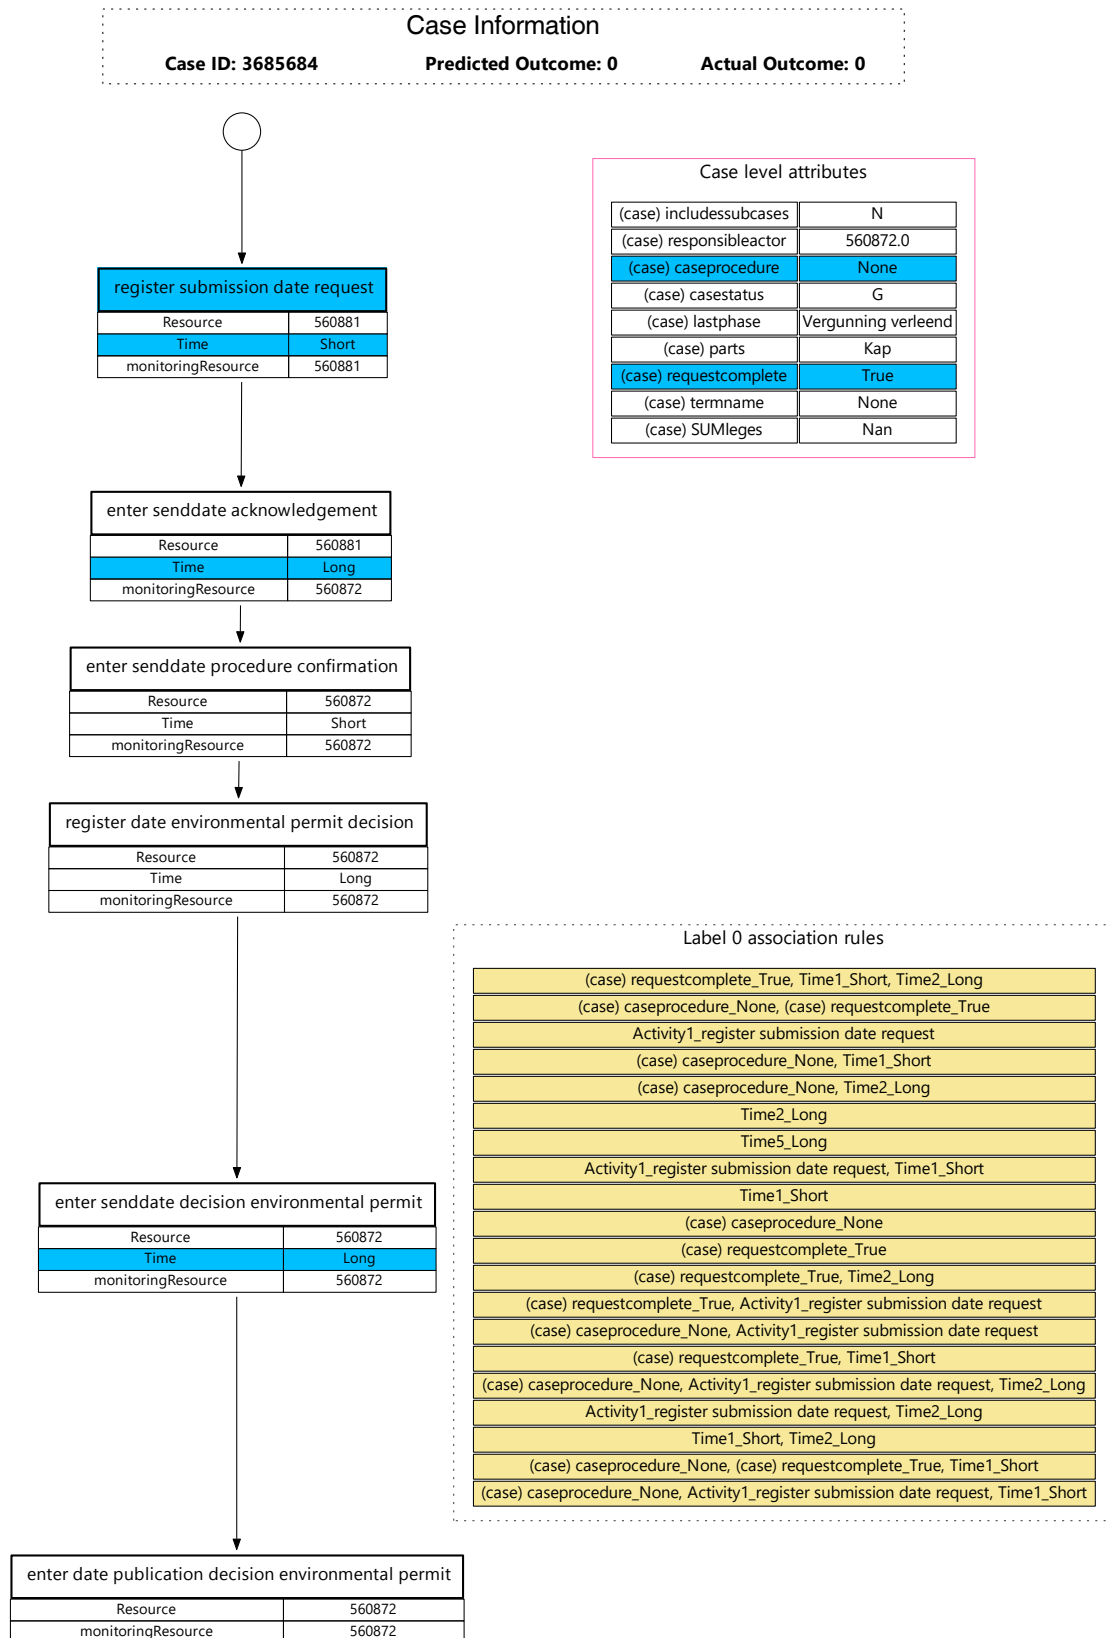 Case Information
Case ID: 3685684 Predicted Outcome: 0 Actual Outcome: 0
Case level attributes
(case) includessubcases N
(case) responsibleactor 560872.0
(case) caseprocedure None
(case) casestatus G
(case) lastphase Vergunning verleend
(case) parts Kap
(case) requestcomplete True
(case) termname None
(case) SUMleges Nan
register submission date request
Resource 560881
Time Short
monitoringResource 560881
enter senddate acknowledgement
Resource 560881
Time Long
monitoringResource 560872
enter senddate procedure confirmation
Resource 560872
Time Short
monitoringResource 560872
register date environmental permit decision
Resource 560872
Time Long
monitoringResource 560872
Label 0 association rules
(case) requestcomplete_True, Time1_Short, Time2_Long
(case) caseprocedure_None, (case) requestcomplete_True
Activity1_register submission date request
(case) caseprocedure_None, Time1_Short
(case) caseprocedure_None, Time2_Long
Time2_Long
Time5_Long
Activity1_register submission date request, Time1_Short
Time1_Short
(case) caseprocedure_None
(case) requestcomplete_True
(case) requestcomplete_True, Time2_Long
(case) requestcomplete_True, Activity1_register submission date request
(case) caseprocedure_None, Activity1_register submission date request
(case) requestcomplete_True, Time1_Short
(case) caseprocedure_None, Activity1_register submission date request, Time2_Long
Activity1_register submission date request, Time2_Long
Time1_Short, Time2_Long
(case) caseprocedure_None, (case) requestcomplete_True, Time1_Short
(case) caseprocedure_None, Activity1_register submission date request, Time1_Short
enter senddate decision environmental permit
Resource 560872
Time Long
monitoringResource 560872
enter date publication decision environmental permit
Resource 560872
monitoringResource 560872